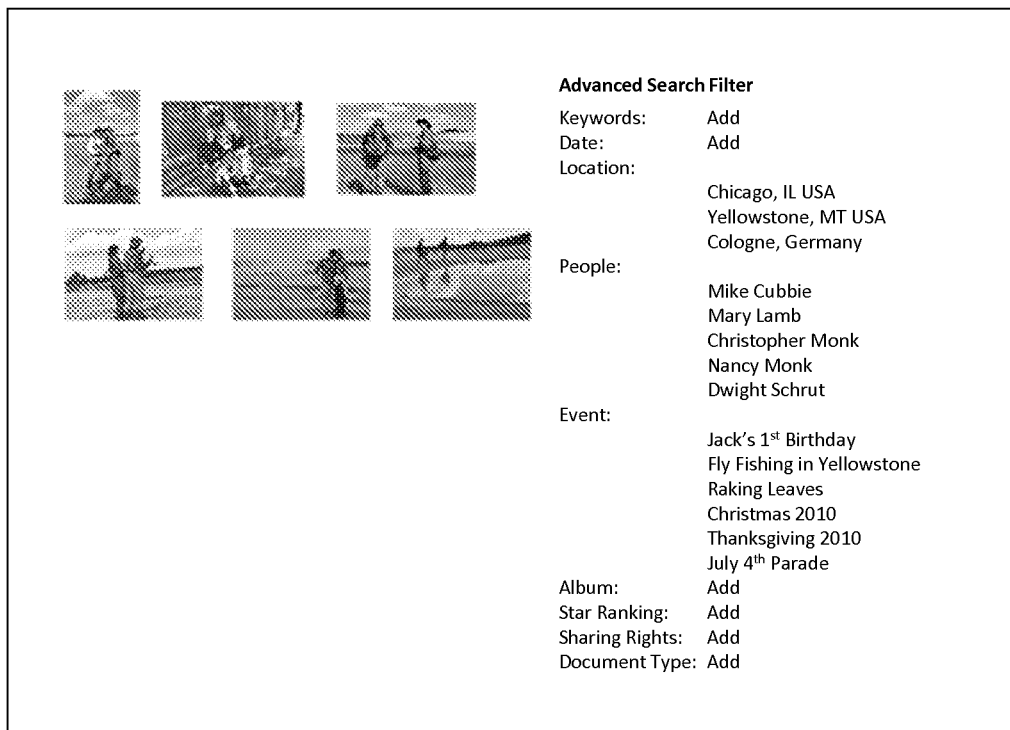 Advanced Search Filter
Keywords: Add
Date: Add
Location:
Chicago, IL USA
Yellowstone, MT USA
Cologne, Germany
People:
Mike Cubbie
Mary Lamb
Christopher Monk
Nancy Monk
Dwight Schrut
Event:
Jack’s 1st Birthday
Fly Fishing in Yellowstone
Raking Leaves
Christmas 2010
Thanksgiving 2010
July 4th Parade
Album: Add
Star Ranking: Add
Sharing Rights: Add
Document Type: Add